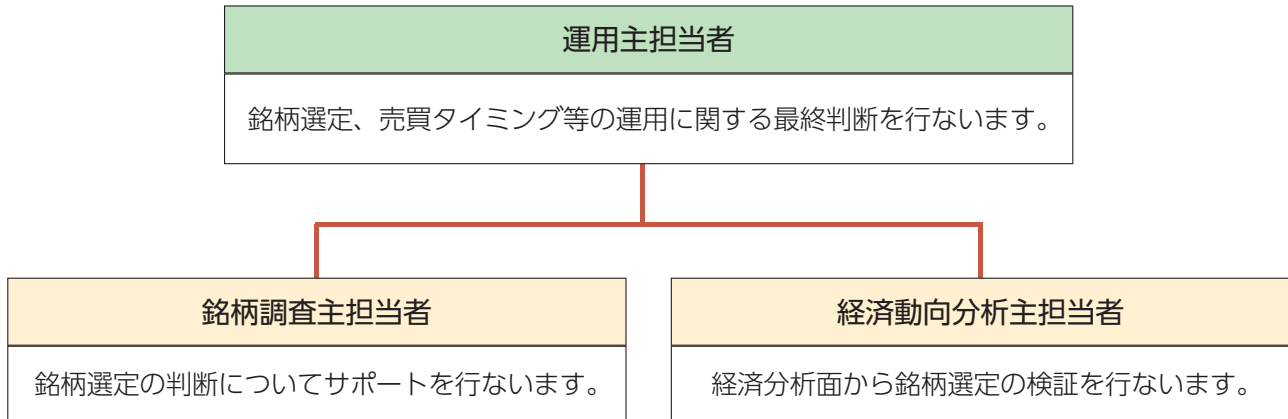 運用主担当者
銘柄選定、売買タイミング等の運用に関する最終判断を行ないます。
銘柄調査主担当者
銘柄選定の判断についてサポートを行ないます。
経済動向分析主担当者
経済分析面から銘柄選定の検証を行ないます。